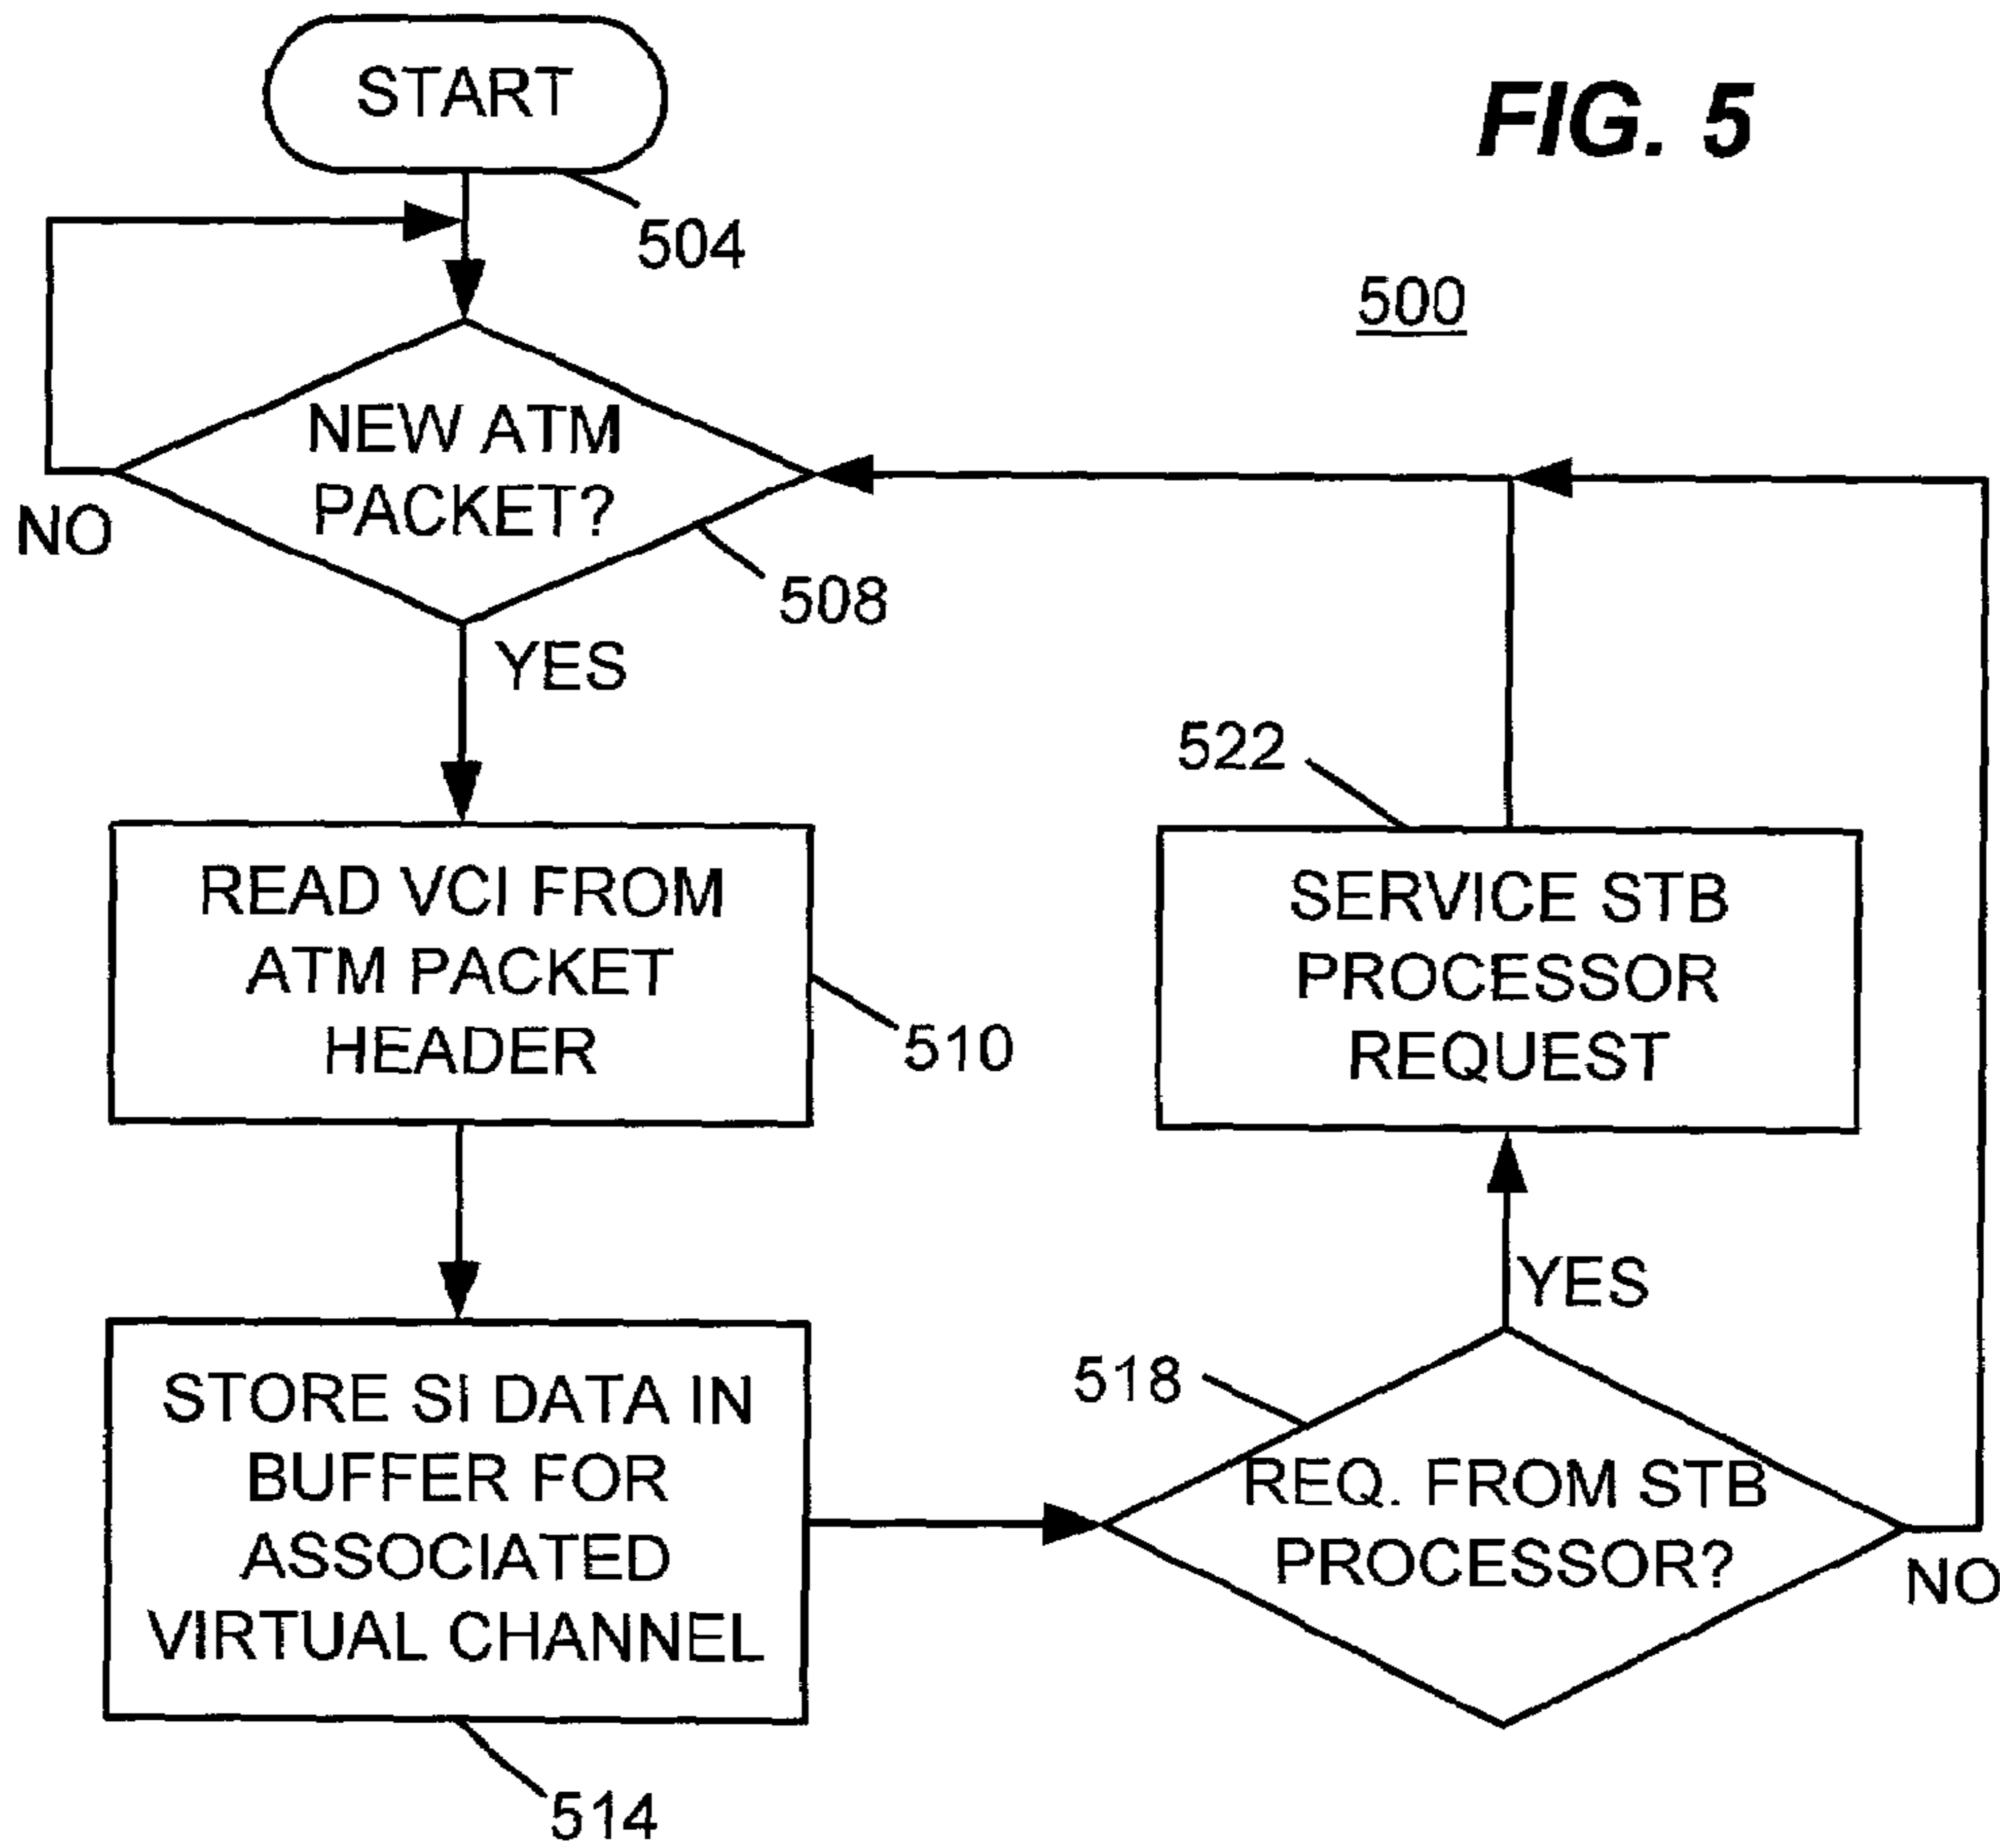 START
FIG. 5
504
500
NEW ATM
PACKET?
NO
508
YES
522
READ VCI FROM
ATM PACKET
HEADER
510
SERVICE STB
PROCESSOR
REQUEST
YES
STORE SI DATA IN
BUFFER FOR
ASSOCIATED
VIRTUAL CHANNEL
514
518
REQ. FROM STB
PROCESSOR?
NO